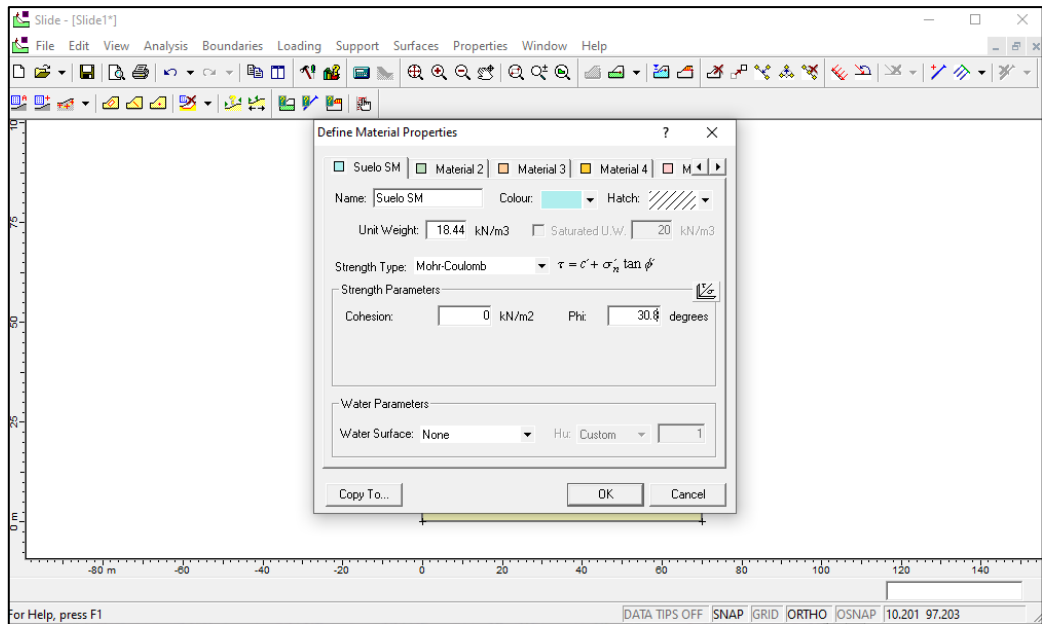 Slide - [Slide1*]
File Edit View Analysis Boundaries Loading Support Surfaces Properties Window Help
Define Material Properties ?
Suelo SM Material 2 Material 3 Material 4 M
Name: Suelo SM Colour: Hatch:
Unit Weight: 18.44 kN/m3 Saturated U.W. 20 kN/m3
Strength Type: Mohr-Coulomb τ = c′ + σ′n tan ϕ′
Strength Parameters
Cohesion: 0 kN/m2 Phi: 30.8 degrees
Water Parameters
Water Surface: None Hu: Custom 1
Copy To... OK Cancel
75
50
25
0 m
-80 m -60 -40 -20 0 20 40 60 80 100 120 140
For Help, press F1 DATA TIPS OFF SNAP GRID ORTHO OSNAP 10.201 97.203